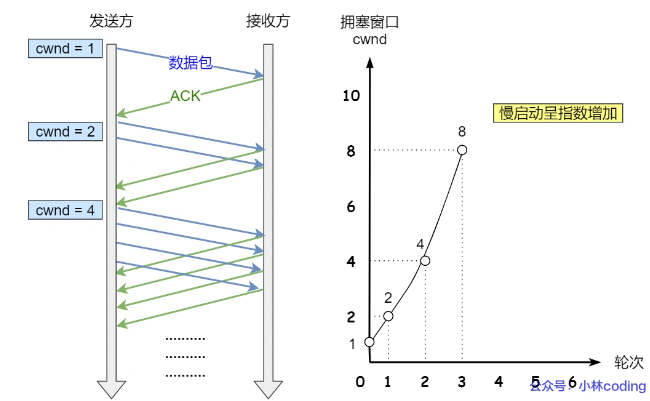 发送方
接收方
cwnd = 1
数据包
ACK
cwnd = 2
cwnd = 4
..........
..........
..........
拥塞窗口
cwnd
10
8
6
4
2
1
8
4
2
慢启动呈指数增加
0 1 2 3 4 5 6
轮次
公众号：小林coding